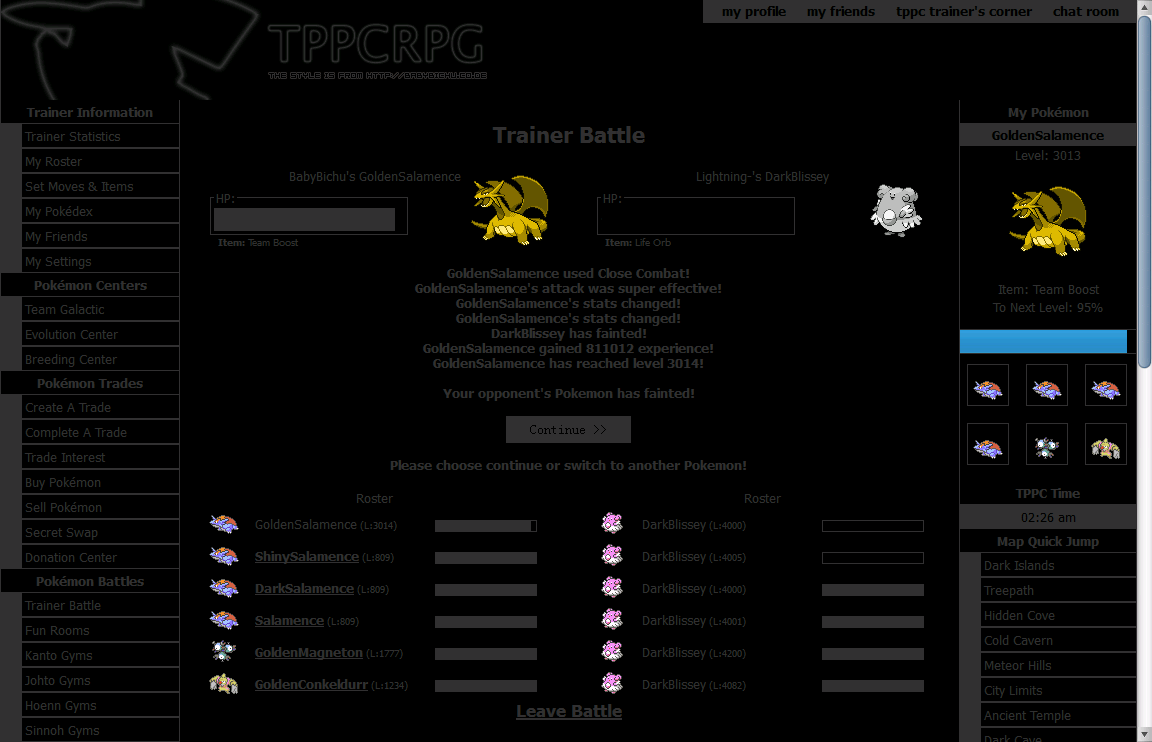 my profile my friends tppc trainer's corner chat room
TPPCRPG
THE STYLE IS FROM HTTP://BABYBICHU.CO.DE
Trainer Information
Trainer Statistics
My Roster
Set Moves & Items
My Pokédex
My Friends
My Settings
Pokémon Centers
Team Galactic
Evolution Center
Breeding Center
Pokémon Trades
Create A Trade
Complete A Trade
Trade Interest
Buy Pokémon
Sell Pokémon
Secret Swap
Donation Center
Pokémon Battles
Trainer Battle
Fun Rooms
Kanto Gyms
Johto Gyms
Hoenn Gyms
Sinnoh Gyms
Trainer Battle
BabyBichu's GoldenSalamence
HP:
Item: Team Boost
Lightning-'s DarkBlissey
HP:
Item: Life Orb
GoldenSalamence used Close Combat!
GoldenSalamence's attack was super effective!
GoldenSalamence's stats changed!
GoldenSalamence's stats changed!
DarkBlissey has fainted!
GoldenSalamence gained 811012 experience!
GoldenSalamence has reached level 3014!
Your opponent's Pokemon has fainted!
Continue >>
Please choose continue or switch to another Pokemon!
Roster
GoldenSalamence (L:3014)
ShinySalamence (L:809)
DarkSalamence (L:809)
Salamence (L:809)
GoldenMagneton (L:1777)
GoldenConkeldurr (L:1234)
Roster
DarkBlissey (L:4000)
DarkBlissey (L:4005)
DarkBlissey (L:4000)
DarkBlissey (L:4001)
DarkBlissey (L:4200)
DarkBlissey (L:4082)
Leave Battle
My Pokémon
GoldenSalamence
Level: 3013
Item: Team Boost
To Next Level: 95%
TPPC Time
02:26 am
Map Quick Jump
Dark Islands
Treepath
Hidden Cove
Cold Cavern
Meteor Hills
City Limits
Ancient Temple
Dark Cave